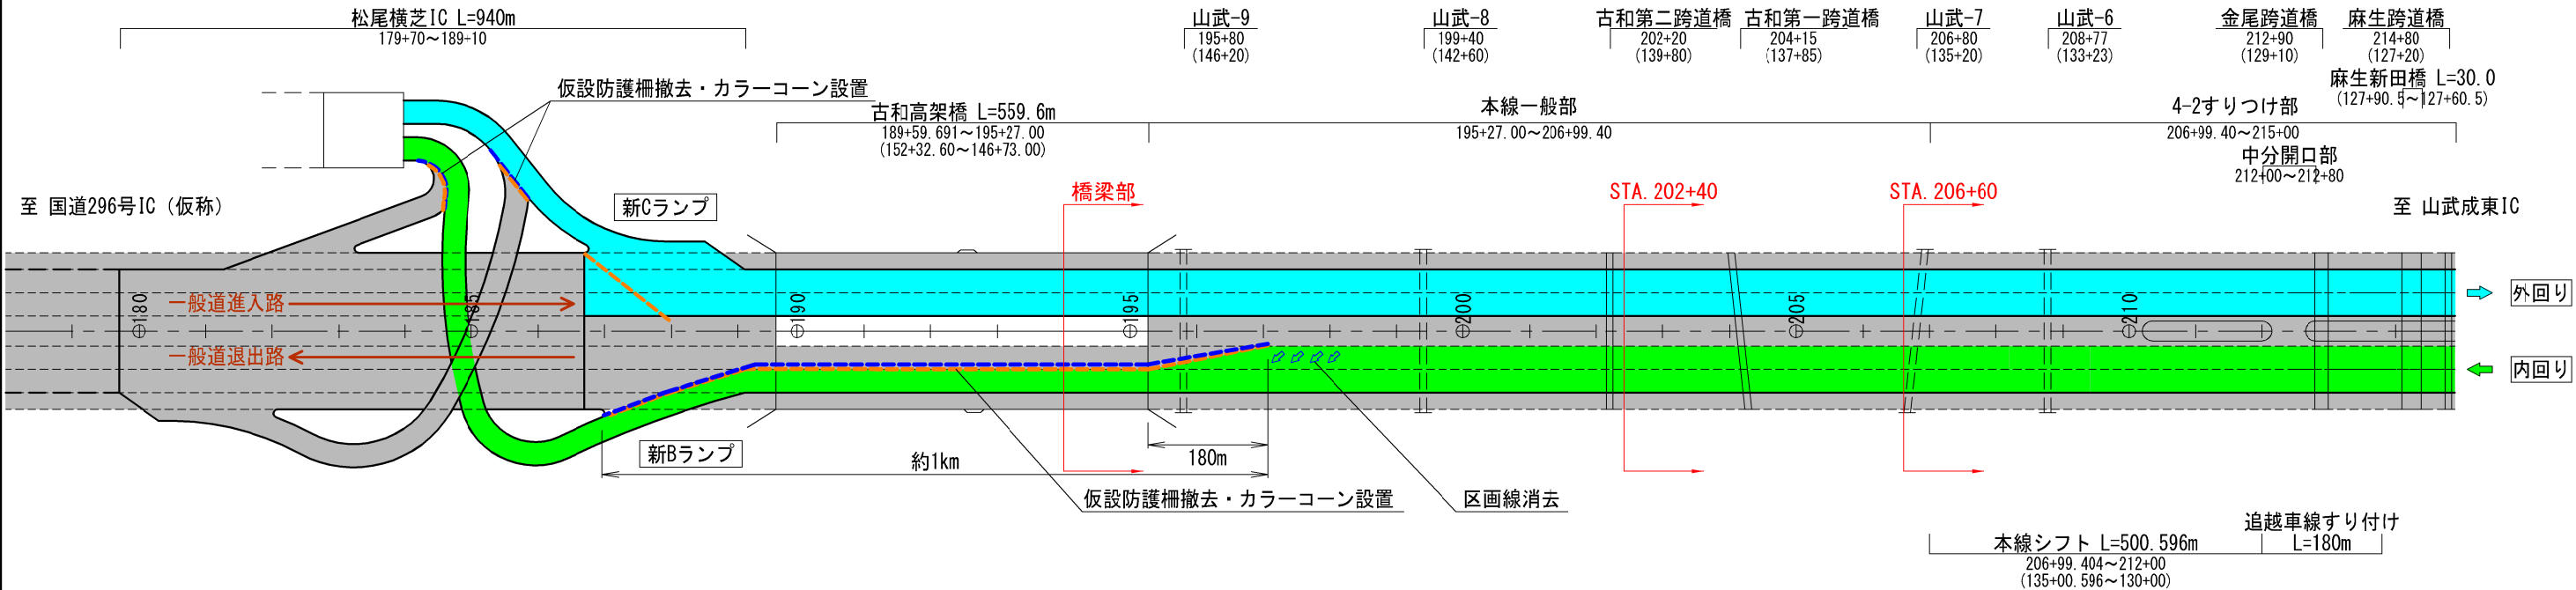 松尾横芝IC L=940m
179+70～189+10
山武-9
195+80
(146+20)
山武-8
199+40
(142+60)
古和第二跨道橋
202+20
(139+80)
古和第一跨道橋
204+15
(137+85)
山武-7
206+80
(135+20)
山武-6
208+77
(133+23)
金尾跨道橋
212+90
(129+10)
麻生跨道橋
214+80
(127+20)
麻生新田橋 L=30.0
(127+90.5～127+60.5)
仮設防護柵撤去・カラーコーン設置
古和高架橋 L=559.6m
189+59.691～195+27.00
(152+32.60～146+73.00)
本線一般部
195+27.00～206+99.40
4-2すりつけ部
206+99.40～215+00
中分開口部
212+00～212+80
至 国道296号IC（仮称）
新Cランプ
橋梁部
STA.202+40
STA.206+60
至 山武成東IC
一般道進入路
180
185
190
195
200
205
210
外回り
一般道退出路
内回り
新Bランプ
約1km
180m
仮設防護柵撤去・カラーコーン設置
区画線消去
追越車線すり付け
L=180m
本線シフト L=500.596m
206+99.404～212+00
(135+00.596～130+00)